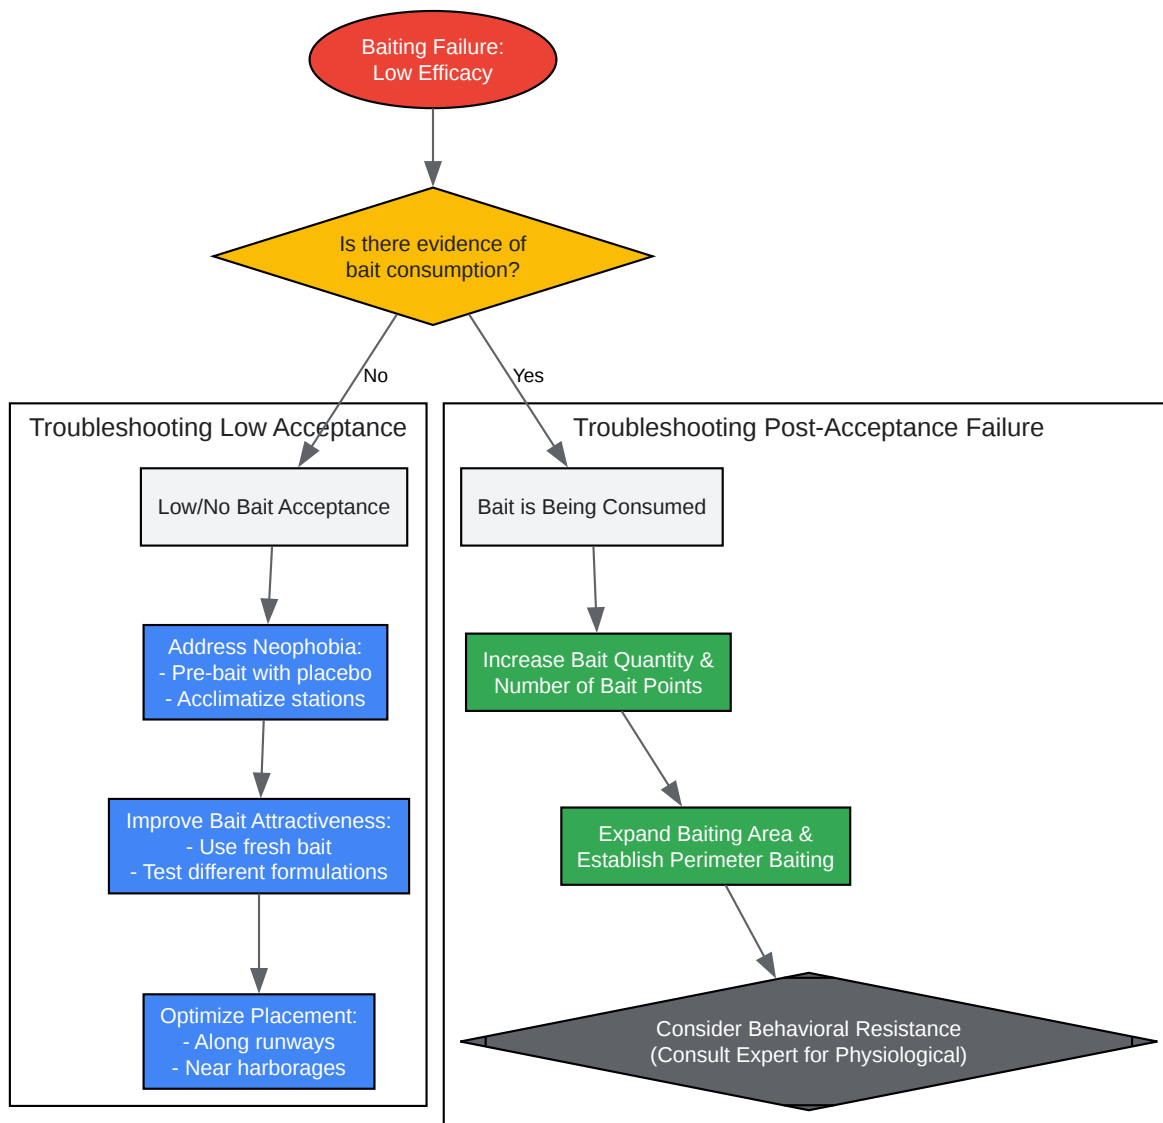 Baiting Failure:
Low Efficacy
Is there evidence of
bait consumption?
No
Yes
Troubleshooting Low Acceptance
Low/No Bait Acceptance
Address Neophobia:
- Pre-bait with placebo
- Acclimatize stations
Improve Bait Attractiveness:
- Use fresh bait
- Test different formulations
Optimize Placement:
- Along runways
- Near harborages
Troubleshooting Post-Acceptance Failure
Bait is Being Consumed
Increase Bait Quantity &
Number of Bait Points
Expand Baiting Area &
Establish Perimeter Baiting
Consider Behavioral Resistance
(Consult Expert for Physiological)